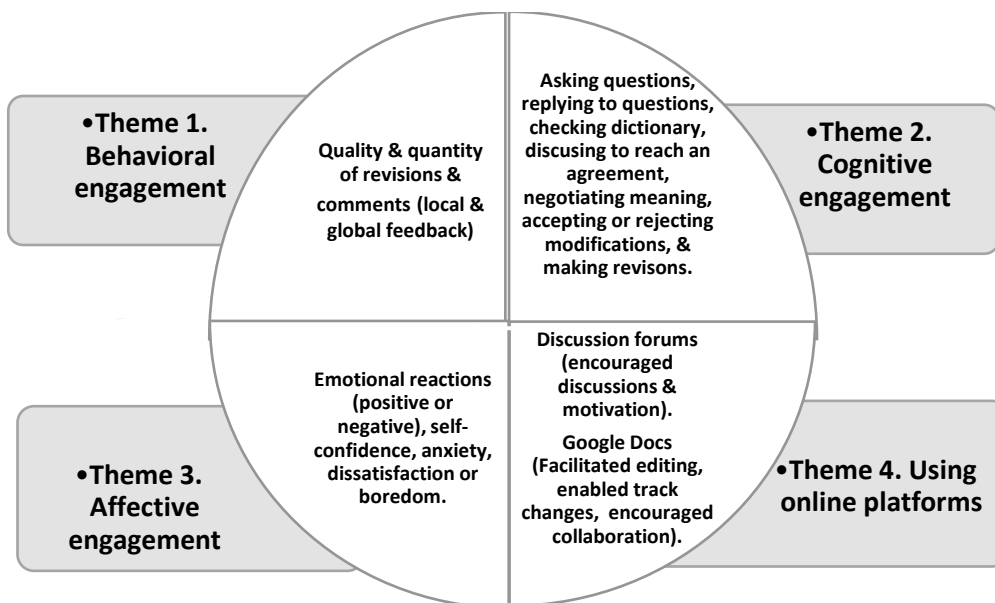 •Theme 1.
Behavioral
engagement
Quality & quantity
of revisions &
comments (local &
global feedback)
Asking questions,
replying to questions,
checking dictionary,
discusing to reach an
agreement,
negotiating meaning,
accepting or rejecting
modifications, &
making revisons.
•Theme 2.
Cognitive
engagement
•Theme 3.
Affective
engagement
Emotional reactions
(positive or
negative), self-
confidence, anxiety,
dissatisfaction or
boredom.
Discussion forums
(encouraged
discussions &
motivation).
Google Docs
(Facilitated editing,
enabled track
changes, encouraged
collaboration).
•Theme 4. Using
online platforms